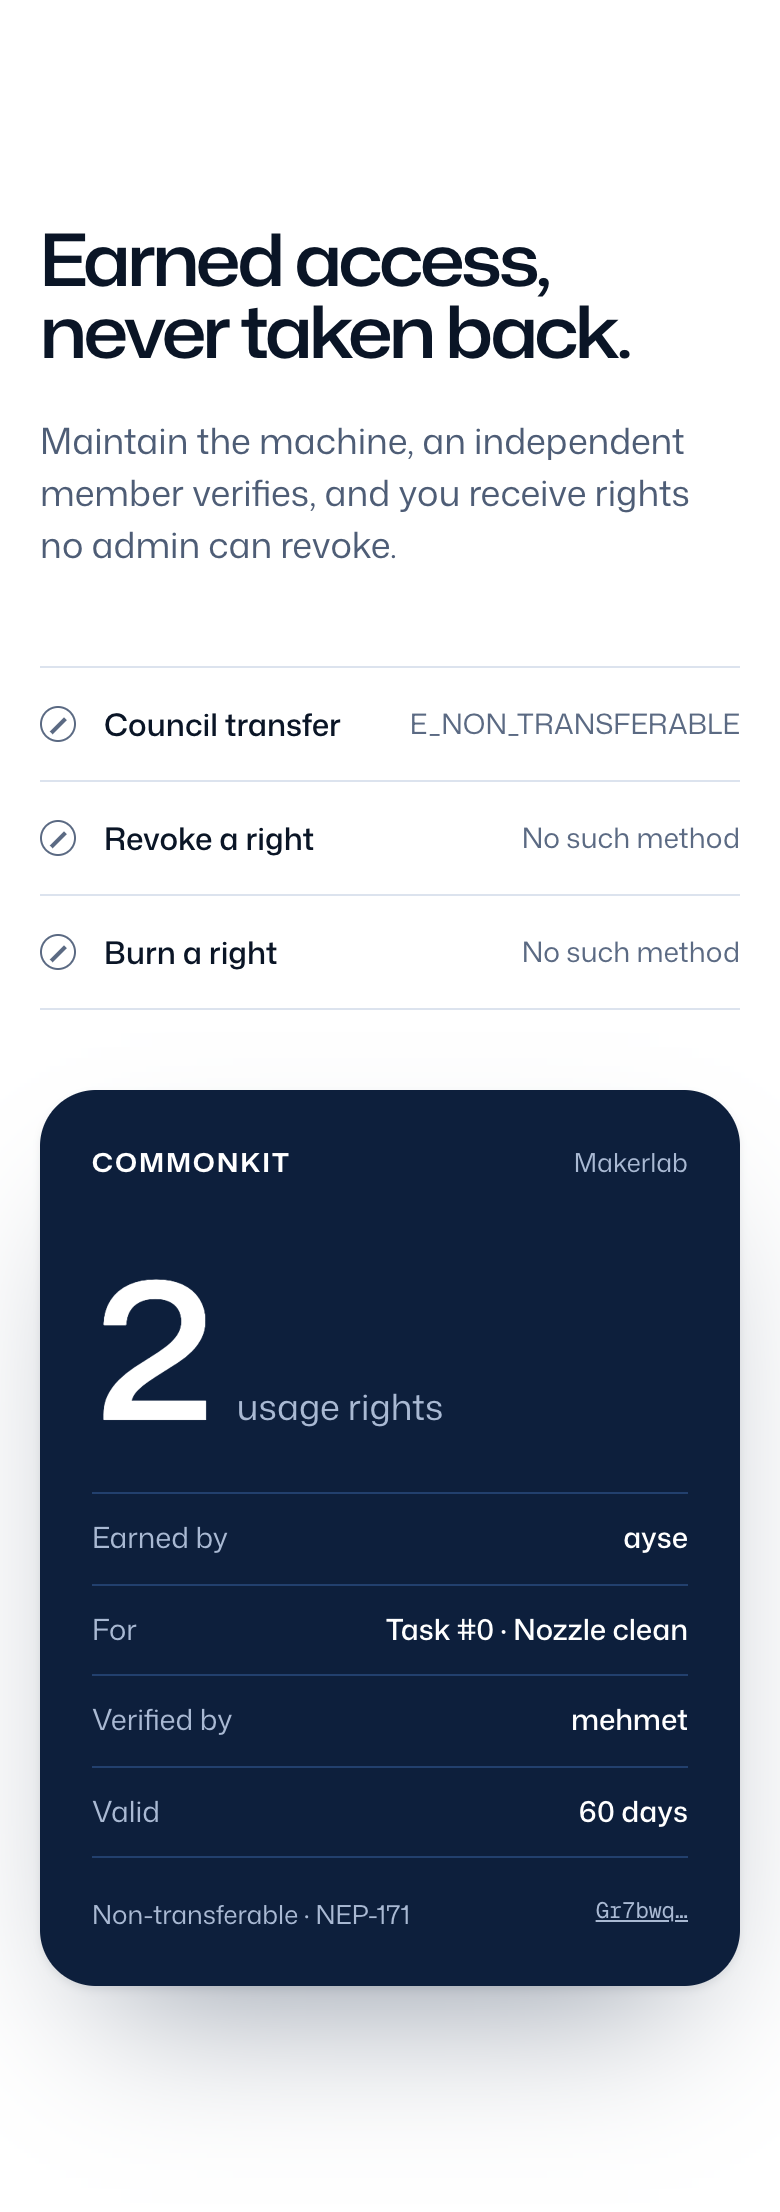 Earned access,
never taken back.
Maintain the machine, an independent
member verifies, and you receive rights
no admin can revoke.
Council transfer E_NON_TRANSFERABLE
Revoke a right No such method
Burn a right No such method
COMMONKIT Makerlab
2 usage rights
Earned by ayse
For Task #0 · Nozzle clean
Verified by mehmet
Valid 60 days
Non-transferable · NEP-171 Gr7bwq…